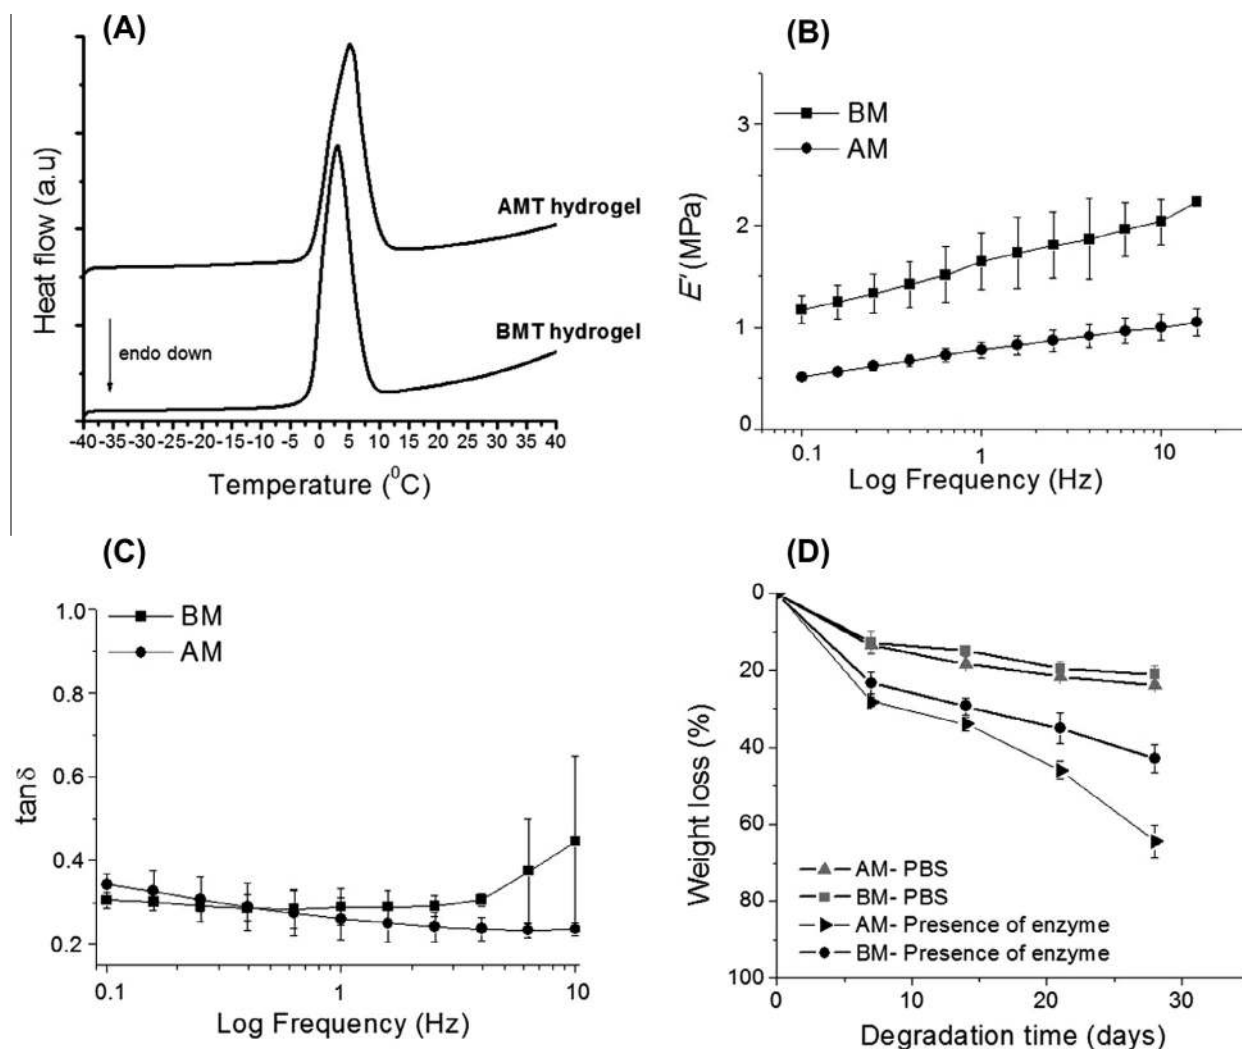 (A)
Heat flow (a.u)
AMT hydrogel
BMT hydrogel
endo down
-40 -35 -30 -25 -20 -15 -10 -5 0 5 10 15 20 25 30 35 40
Temperature (⁰C)
(B)
BM
AM
E′ (MPa)
3
2
1
0
0.1 1 10
Log Frequency (Hz)
(C)
BM
AM
tanδ
1.0
0.8
0.6
0.4
0.2
0.1 1 10
Log Frequency (Hz)
(D)
Weight loss (%)
0
20
40
60
80
100
AM- PBS
BM- PBS
AM- Presence of enzyme
BM- Presence of enzyme
0 10 20 30
Degradation time (days)